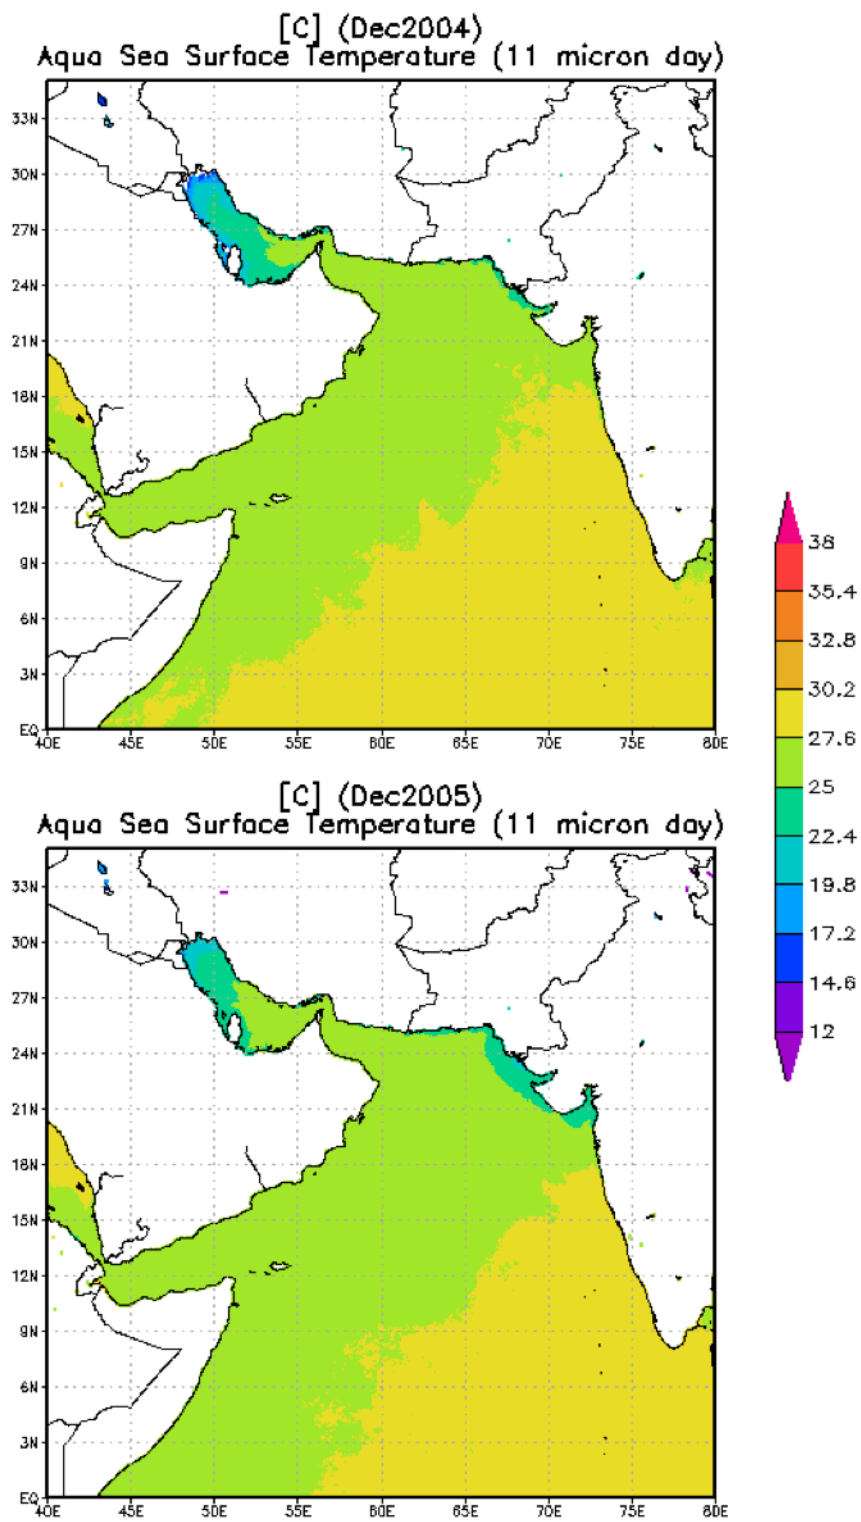 [C] (Dec2004)
Aqua Sea Surface Temperature (11 micron day)
33N
30N
27N
24N
21N
18N
15N
12N
9N
6N
3N
EQ
40E 45E 50E 55E 60E 65E 70E 75E 80E
[C] (Dec2005)
Aqua Sea Surface Temperature (11 micron day)
33N
30N
27N
24N
21N
18N
15N
12N
9N
6N
3N
EQ
40E 45E 50E 55E 60E 65E 70E 75E 80E
38
35.4
32.8
30.2
27.6
25
22.4
19.8
17.2
14.6
12